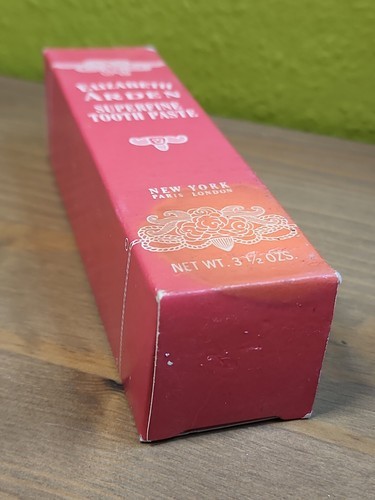 ELIZABETH
ARDEN
SUPERFINE
TOOTH PASTE
NEW YORK
PARIS LONDON
NET WT. 3 1/2 OZS.